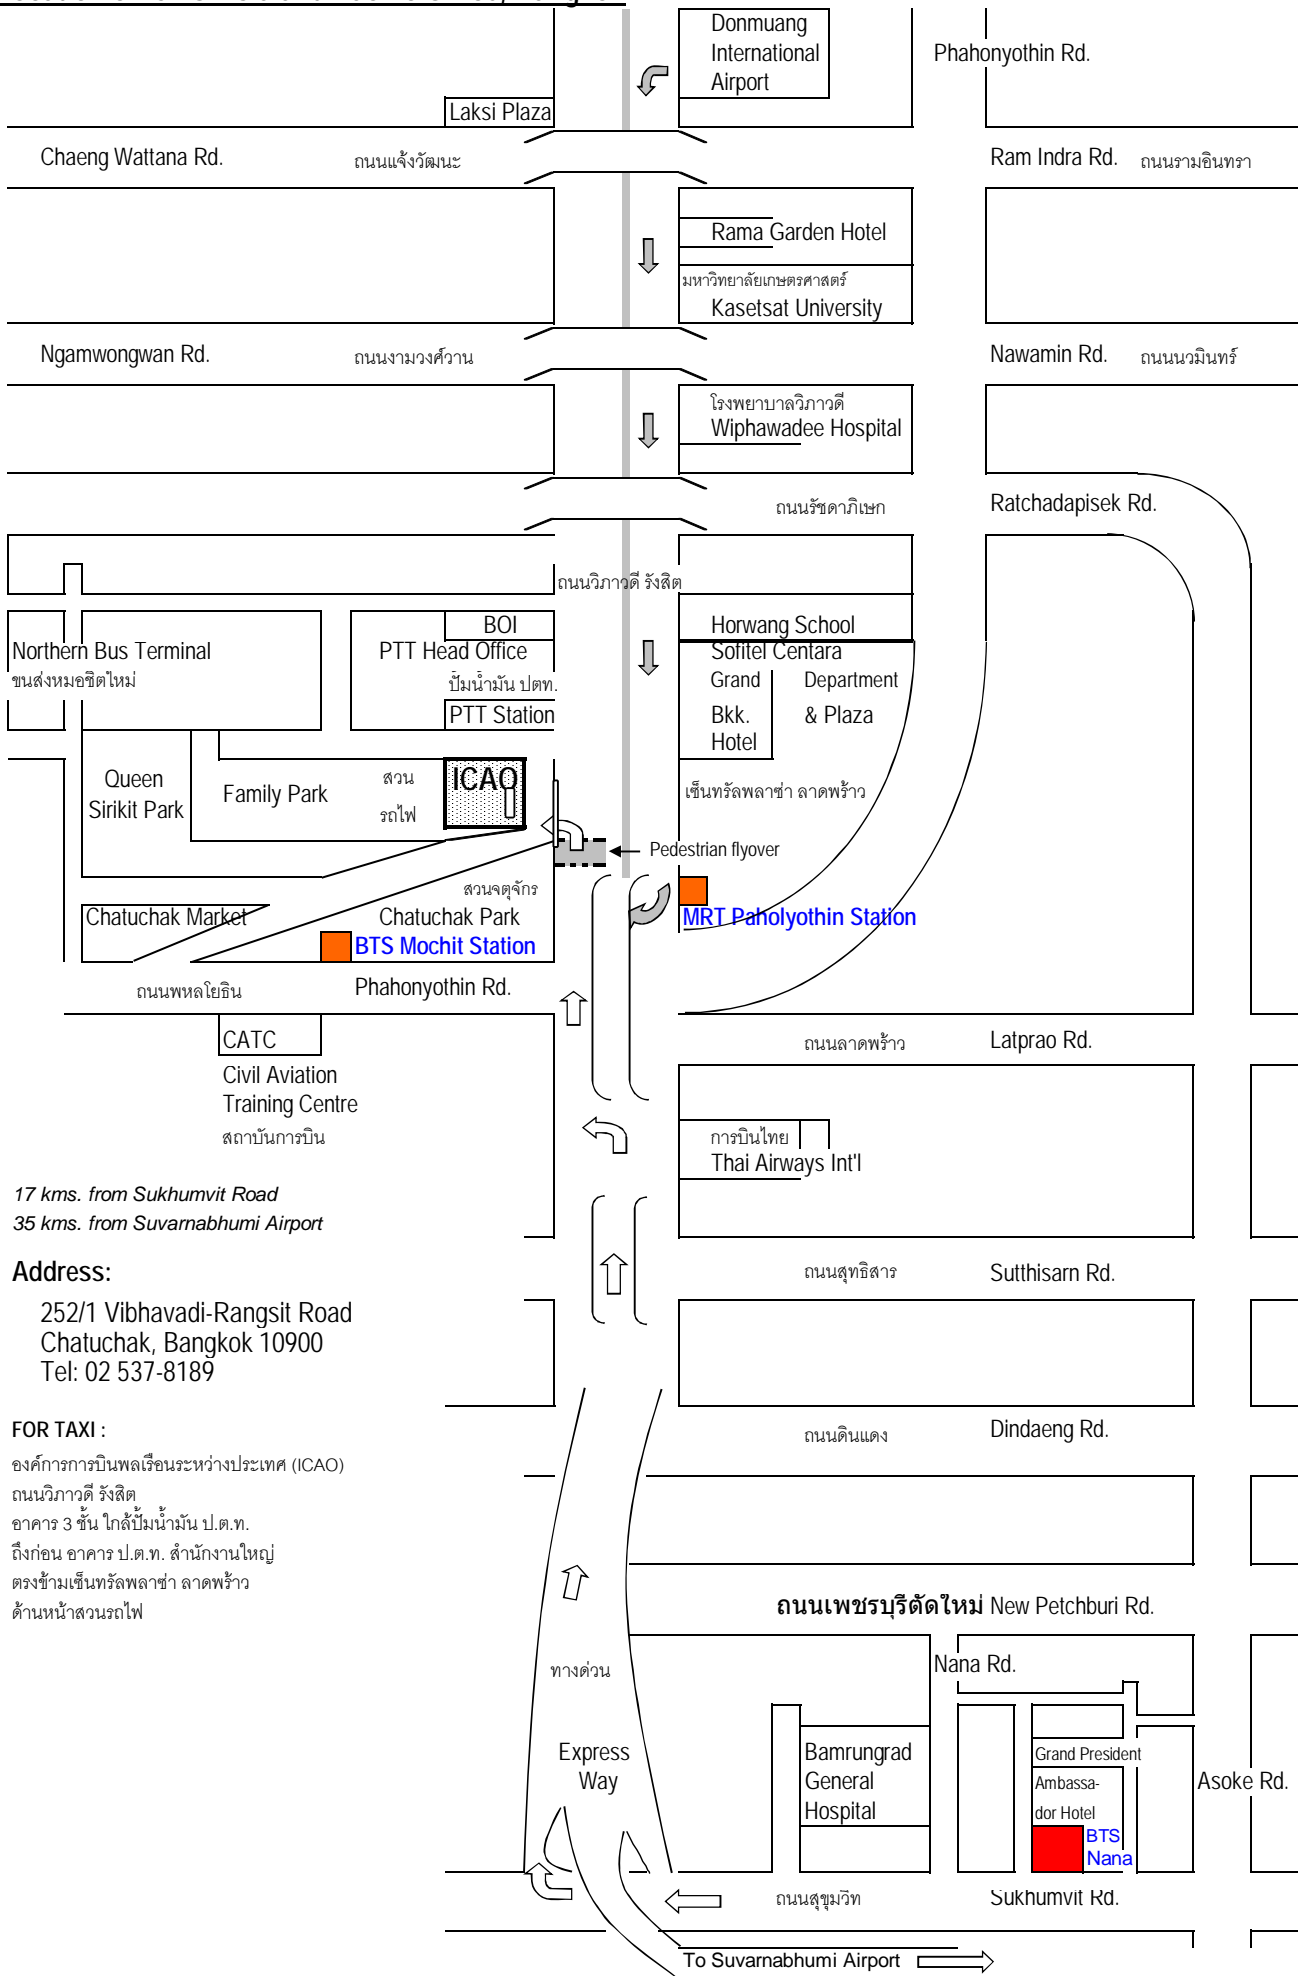 Donmuang
International
Airport
Phahonyothin Rd.
Laksi Plaza
Chaeng Wattana Rd. ถนนแจ้งวัฒนะ
Ram Indra Rd. ถนนรามอินทรา
Rama Garden Hotel
มหาวิทยาลัยเกษตรศาสตร์
Kasetsat University
Ngamwongwan Rd. ถนนงามวงศ์วาน
Nawamin Rd. ถนนนวมินทร์
โรงพยาบาลวิภาวดี
Wiphawadee Hospital
ถนนรัชดาภิเษก Ratchadapisek Rd.
ถนนวิภาวดี รังสิต
BOI
Horwang School
Northern Bus Terminal
ขนส่งหมอชิตใหม่
PTT Head Office
ปั้มน้ำมัน ปตท.
PTT Station
Sofitel Centara
Grand Department
Bkk. & Plaza
Hotel
Queen
Sirikit Park
Family Park
สวน
รถไฟ
ICAO
เซ็นทรัลพลาซ่า ลาดพร้าว
Pedestrian flyover
สวนจตุจักร
Chatuchak Market
Chatuchak Park
BTS Mochit Station
MRT Paholyothin Station
ถนนพหลโยธิน Phahonyothin Rd.
CATC
Civil Aviation
Training Centre
สถาบันการบิน
ถนนลาดพร้าว Latprao Rd.
การบินไทย
Thai Airways Int'l
17 kms. from Sukhumvit Road
35 kms. from Suvarnabhumi Airport
Address:
252/1 Vibhavadi-Rangsit Road
Chatuchak, Bangkok 10900
Tel: 02 537-8189
ถนนสุทธิสาร Sutthisarn Rd.
ถนนดินแดง Dindaeng Rd.
FOR TAXI :
องค์การการบินพลเรือนระหว่างประเทศ (ICAO)
ถนนวิภาวดี รังสิต
อาคาร 3 ชั้น ใกล้ปั้มน้ำมัน ป.ต.ท.
ถึงก่อน อาคาร ป.ต.ท. สำนักงานใหญ่
ตรงข้ามเซ็นทรัลพลาซ่า ลาดพร้าว
ด้านหน้าสวนรถไฟ
ถนนเพชรบุรีตัดใหม่ New Petchburi Rd.
ทางด่วน
Nana Rd.
Express
Way
Bamrungrad
General
Hospital
Grand President
Ambassa-
dor Hotel
BTS
Nana
Asoke Rd.
ถนนสุขุมวิท Sukhumvit Rd.
To Suvarnabhumi Airport